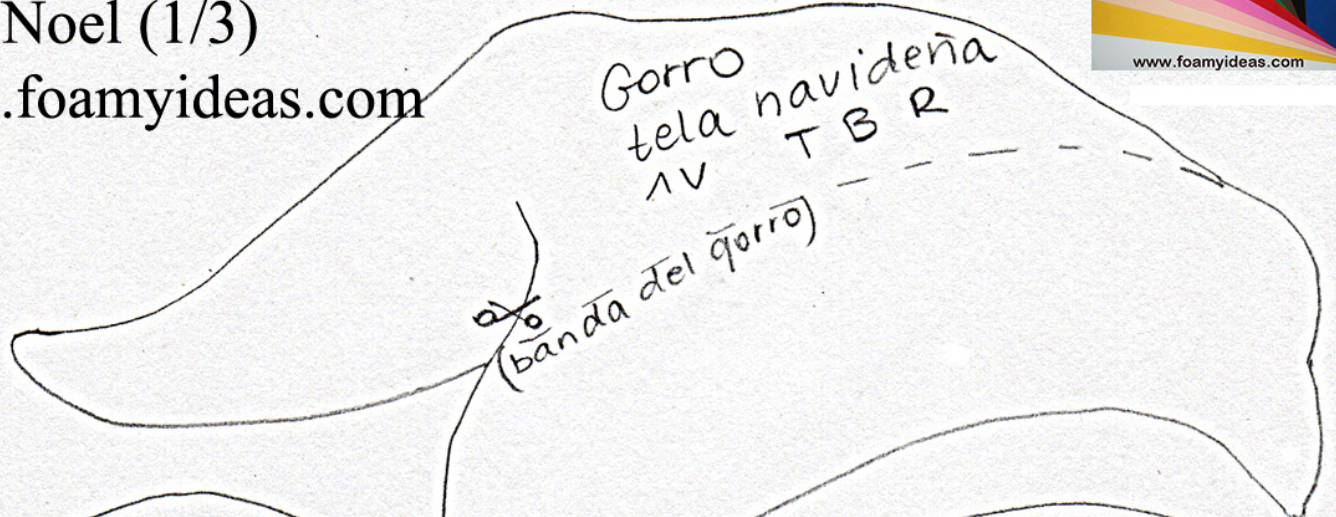 Noel (1/3)
.foamyideas.com
www.foamyideas.com
Gorro
tela navideña
1V T B R
(banda del gorro)